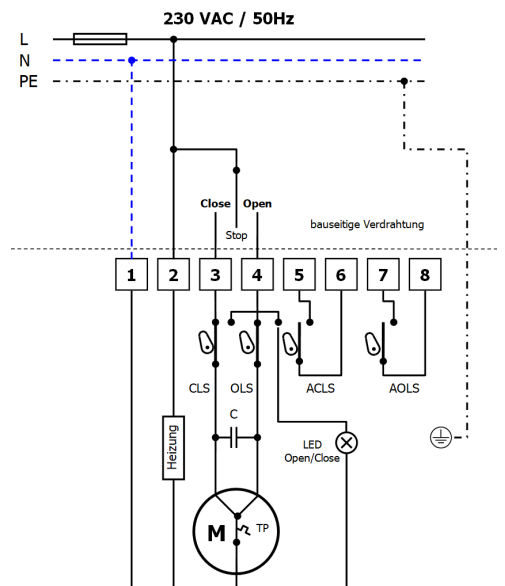 230 VAC / 50Hz
L
N
PE
Close Open
Stop
bauseitige Verdrahtung
1 2 3 4 5 6 7 8
CLS OLS ACLS AOLS
C
Heizung
LED
Open/Close
M TP